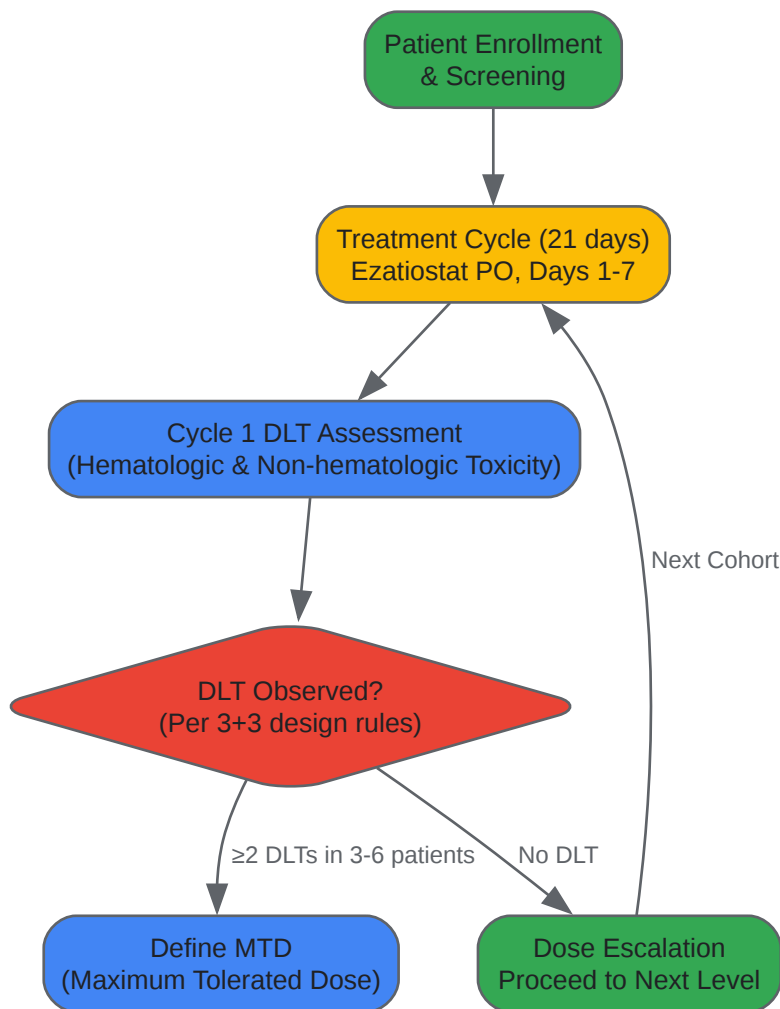 Patient Enrollment
& Screening
Treatment Cycle (21 days)
Ezatiostat PO, Days 1-7
Cycle 1 DLT Assessment
(Hematologic & Non-hematologic Toxicity)
Next Cohort
DLT Observed?
(Per 3+3 design rules)
≥2 DLTs in 3-6 patients
No DLT
Define MTD
(Maximum Tolerated Dose)
Dose Escalation
Proceed to Next Level